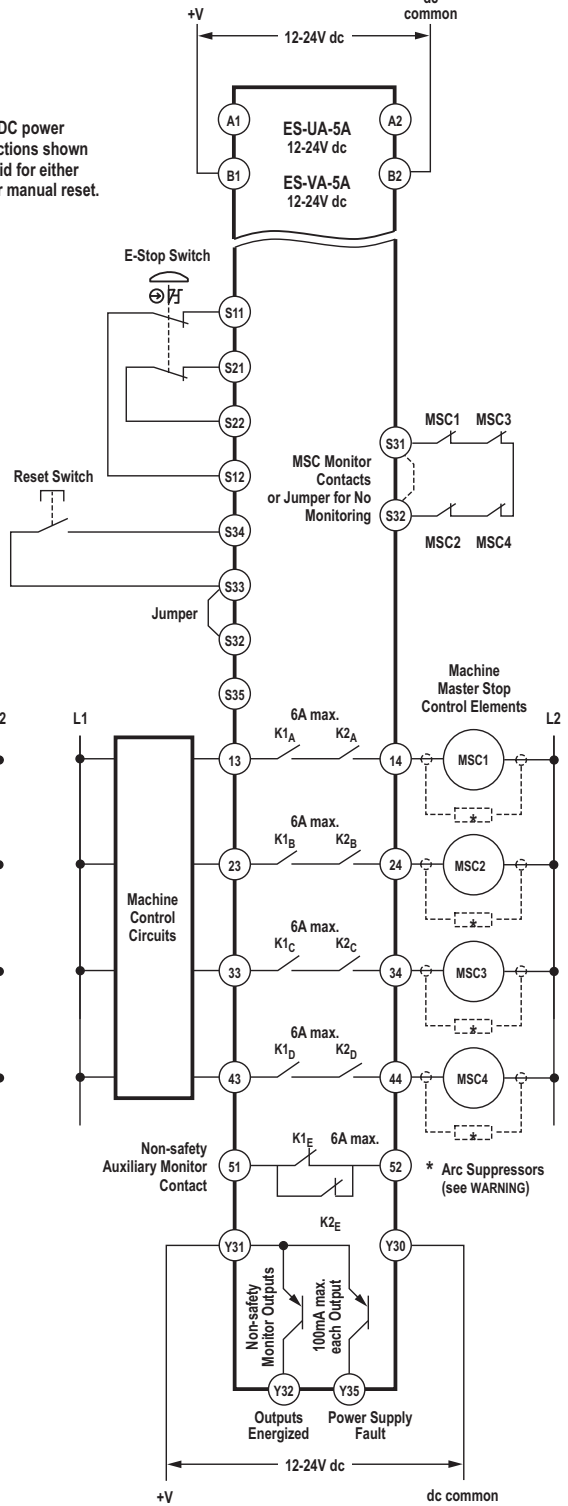 dc
common
+V
12-24V dc
DC power
shown
for either
manual reset.
A1
A2
ES-UA-5A
12-24V dc
B1
B2
ES-VA-5A
12-24V dc
E-Stop Switch
S11
S21
S22
S12
Reset Switch
S34
S33
Jumper
S32
S35
S31
S32
MSC Monitor
Contacts
or Jumper for No
Monitoring
MSC1 MSC3
MSC2 MSC4
Machine
Master Stop
Control Elements
2
L1
L2
Machine
Control
Circuits
6A max.
13 K1A K2A 14 MSC1
*
6A max.
23 K1B K2B 24 MSC2
*
6A max.
33 K1C K2C 34 MSC3
*
6A max.
43 K1D K2D 44 MSC4
*
Non-safety
Auxiliary Monitor
Contact
51 K1E 6A max. 52
K2E
* Arc Suppressors
(see WARNING)
Y31
Y30
Non-safety
Monitor Outputs
100mA max.
each Output
Y32
Y35
Outputs
Energized
Power Supply
Fault
12-24V dc
+V
dc common